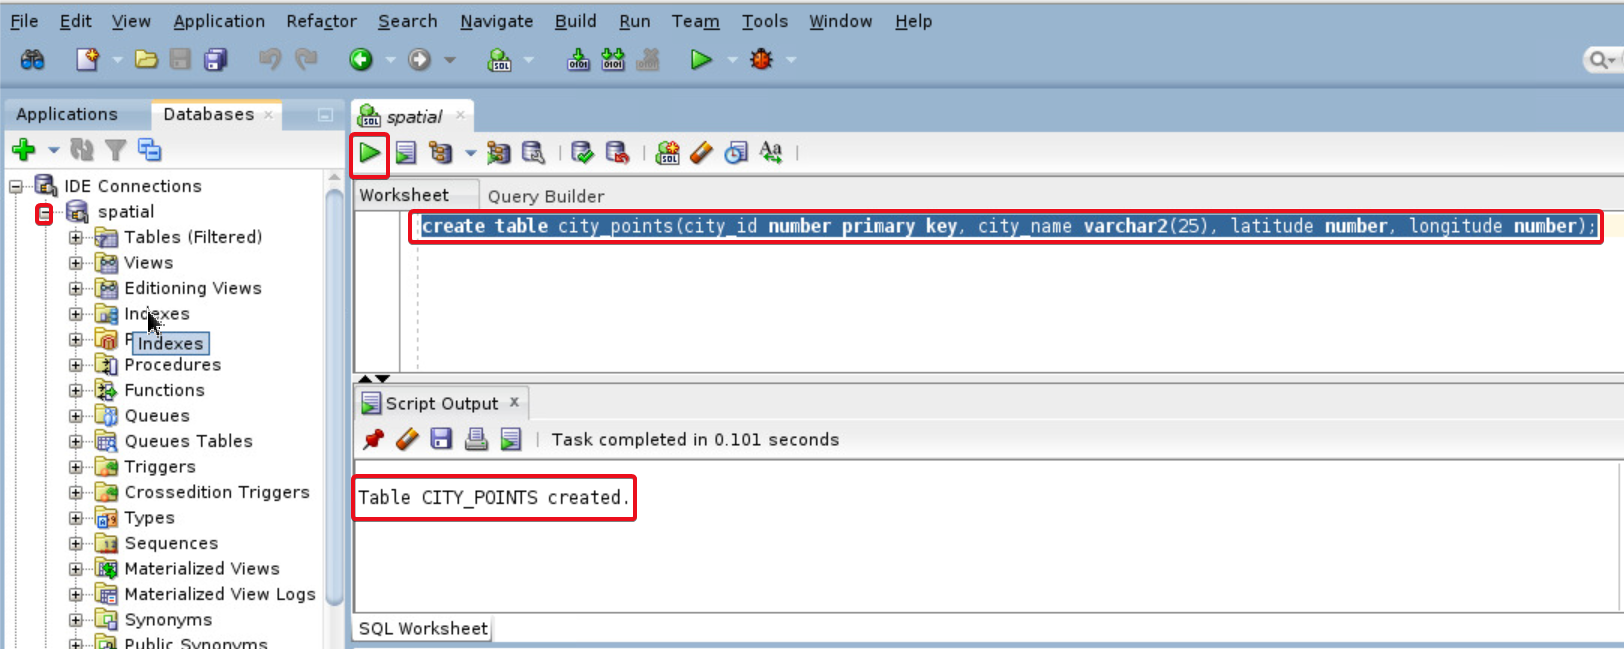 File Edit View Application Refactor Search Navigate Build Run Team Tools Window Help
Applications Databases
spatial
IDE Connections
spatial
Tables (Filtered)
Views
Editioning Views
Indexes
Indexes
Procedures
Functions
Queues
Queues Tables
Triggers
Crossedition Triggers
Types
Sequences
Materialized Views
Materialized View Logs
Synonyms
Public Synonyms
Worksheet Query Builder
create table city_points(city_id number primary key, city_name varchar2(25), latitude number, longitude number);
Script Output
Task completed in 0.101 seconds
Table CITY_POINTS created.
SQL Worksheet